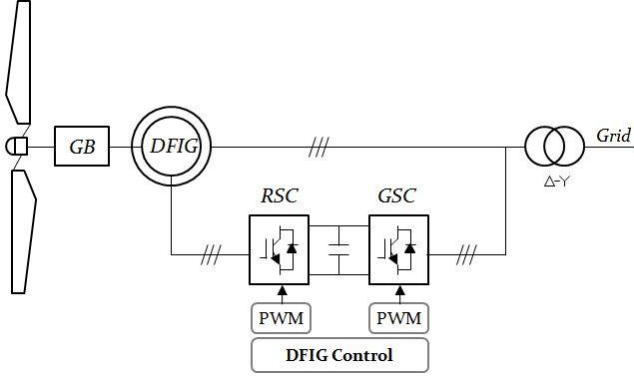 GB
DFIG
Grid
Δ-Y
RSC
GSC
PWM
PWM
DFIG Control